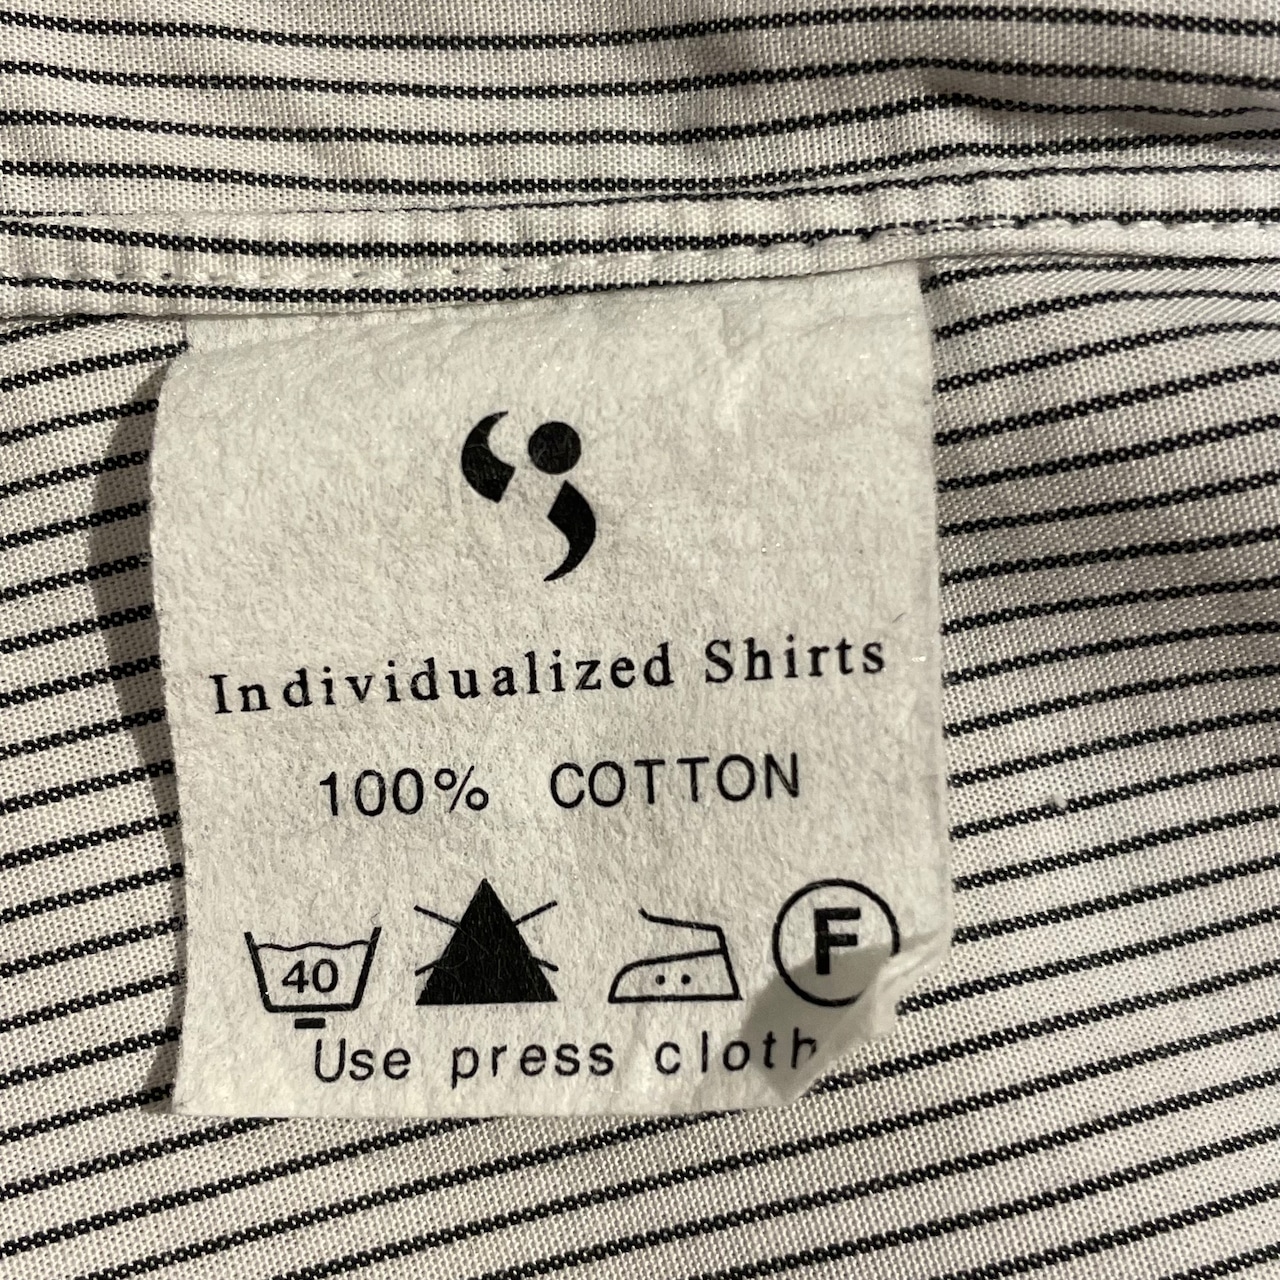 Individualized Shirts
100% COTTON
40 F
Use press cloth